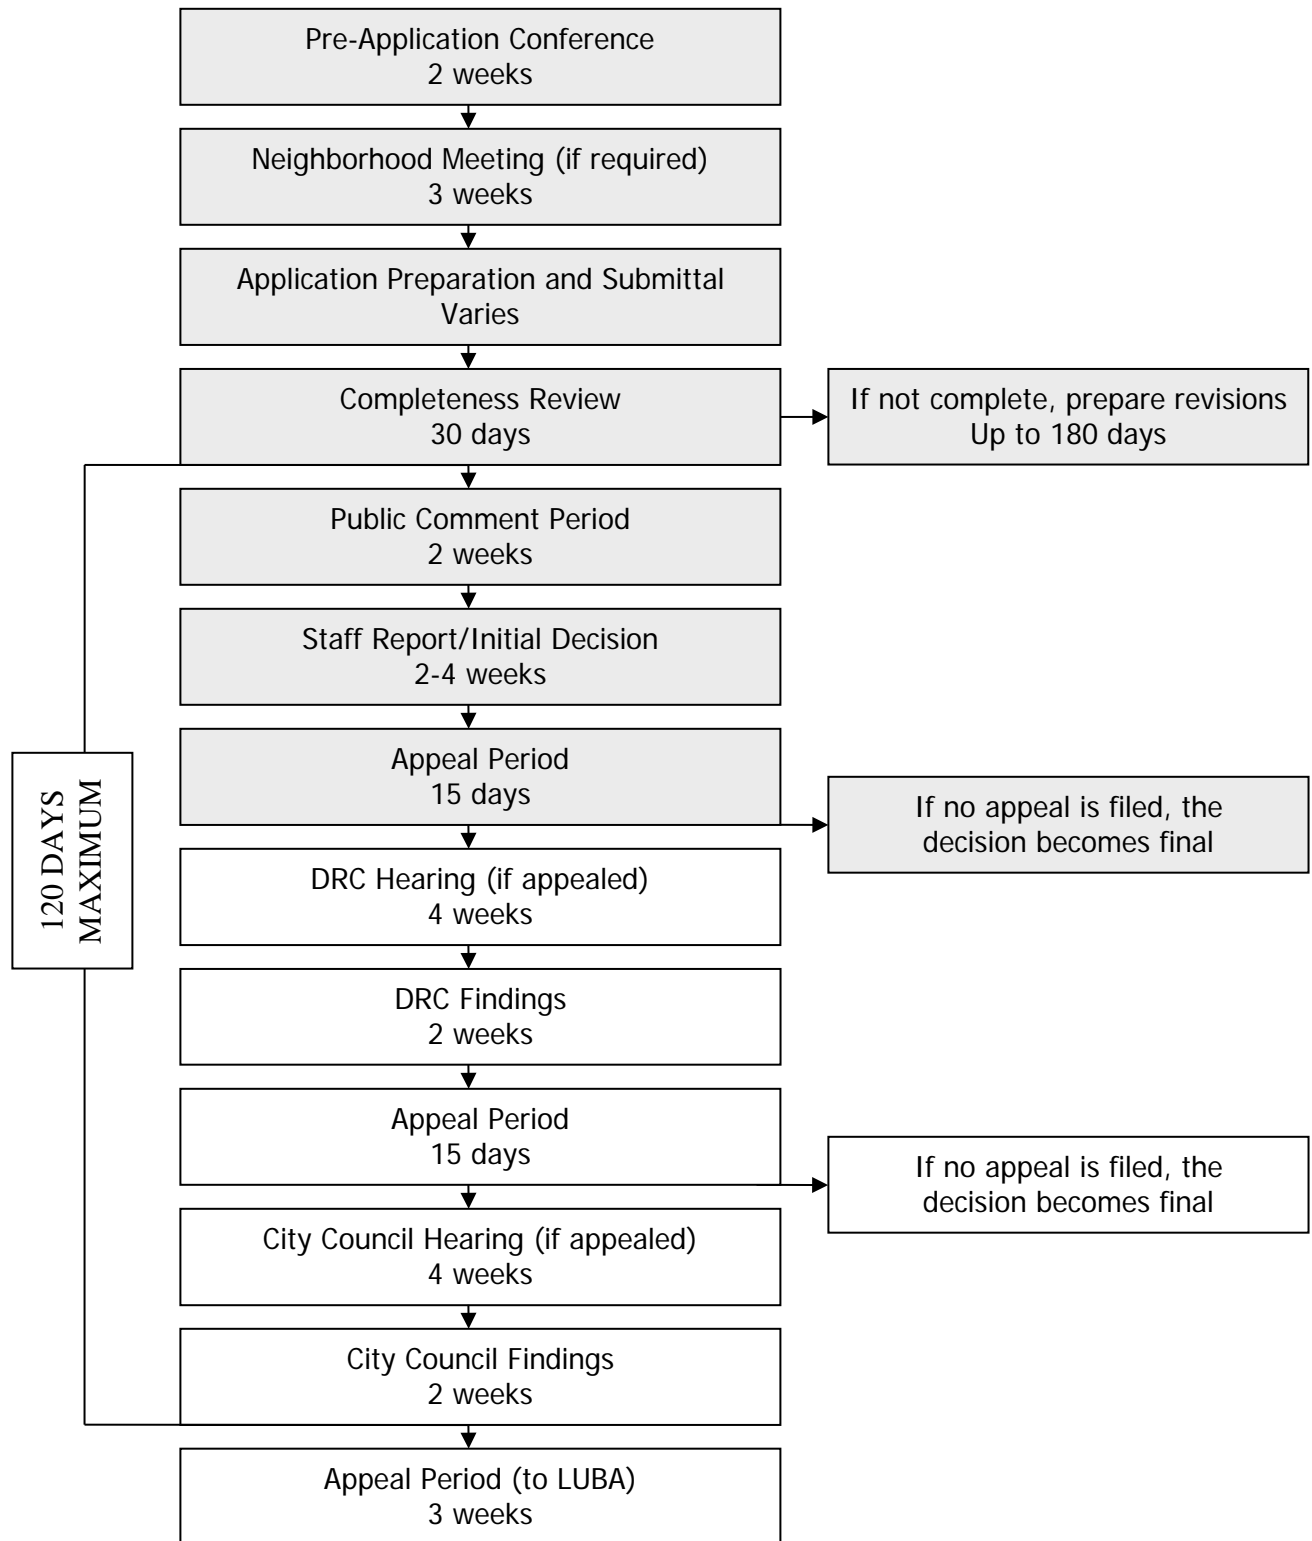 Pre-Application Conference
2 weeks
Neighborhood Meeting (if required)
3 weeks
Application Preparation and Submittal
Varies
Completeness Review
30 days
If not complete, prepare revisions
Up to 180 days
Public Comment Period
2 weeks
Staff Report/Initial Decision
2-4 weeks
120 DAYS
MAXIMUM
Appeal Period
15 days
If no appeal is filed, the
decision becomes final
DRC Hearing (if appealed)
4 weeks
DRC Findings
2 weeks
Appeal Period
15 days
If no appeal is filed, the
decision becomes final
City Council Hearing (if appealed)
4 weeks
City Council Findings
2 weeks
Appeal Period (to LUBA)
3 weeks